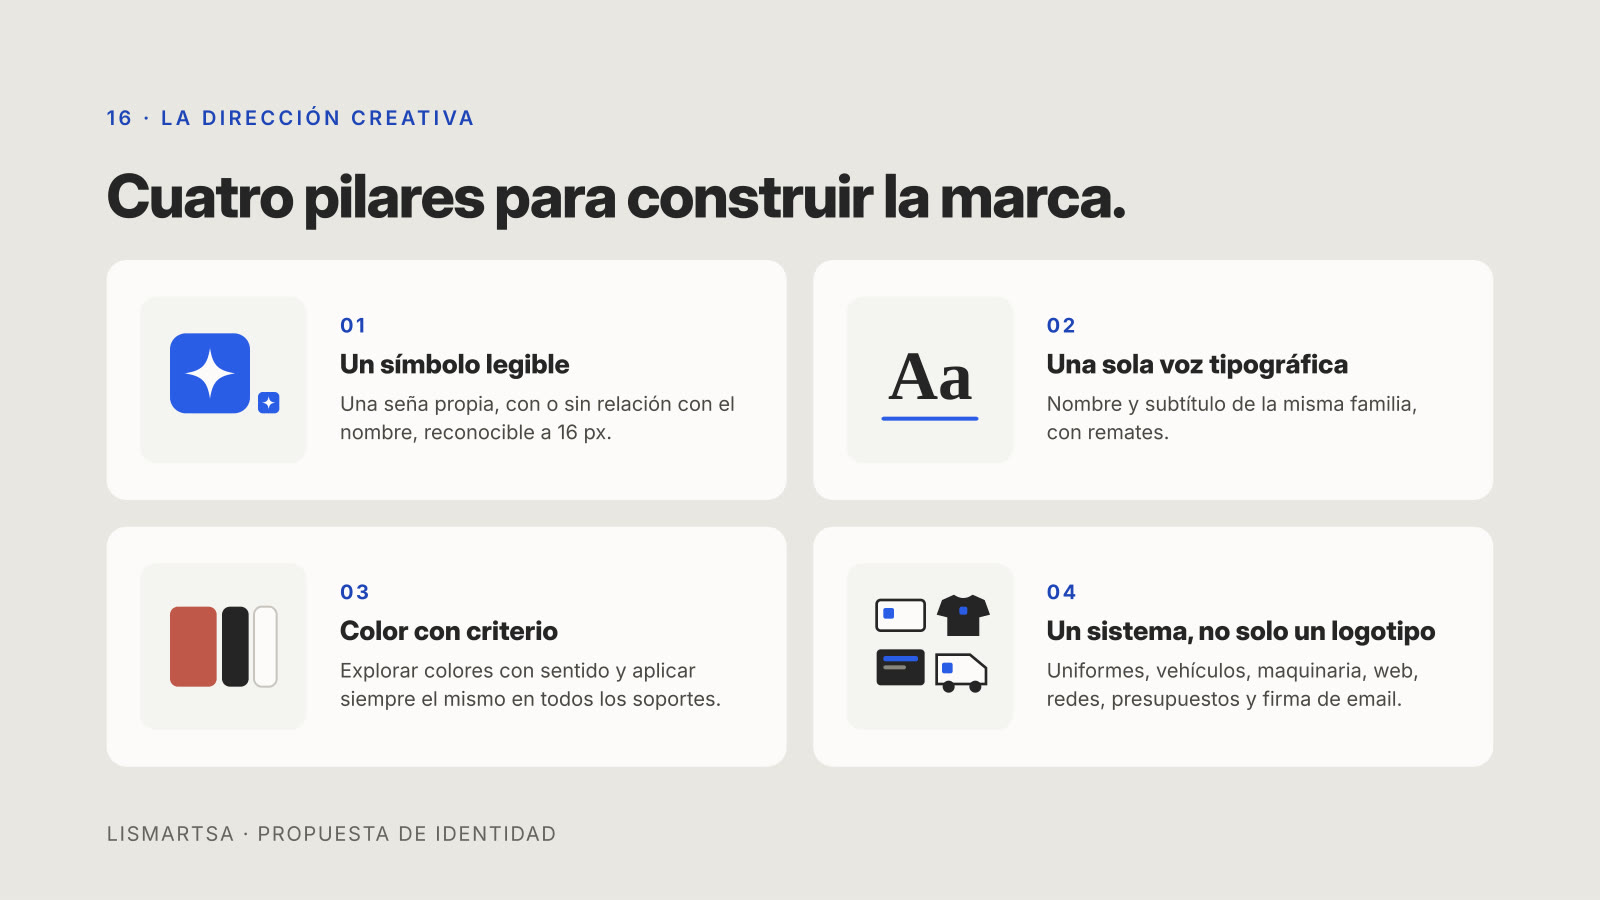 16 · LA DIRECCIÓN CREATIVA
Cuatro pilares para construir la marca.
01
Un símbolo legible
Una seña propia, con o sin relación con el
nombre, reconocible a 16 px.
Aa
02
Una sola voz tipográfica
Nombre y subtítulo de la misma familia,
con remates.
03
Color con criterio
Explorar colores con sentido y aplicar
siempre el mismo en todos los soportes.
04
Un sistema, no solo un logotipo
Uniformes, vehículos, maquinaria, web,
redes, presupuestos y firma de email.
LISMARTSA · PROPUESTA DE IDENTIDAD